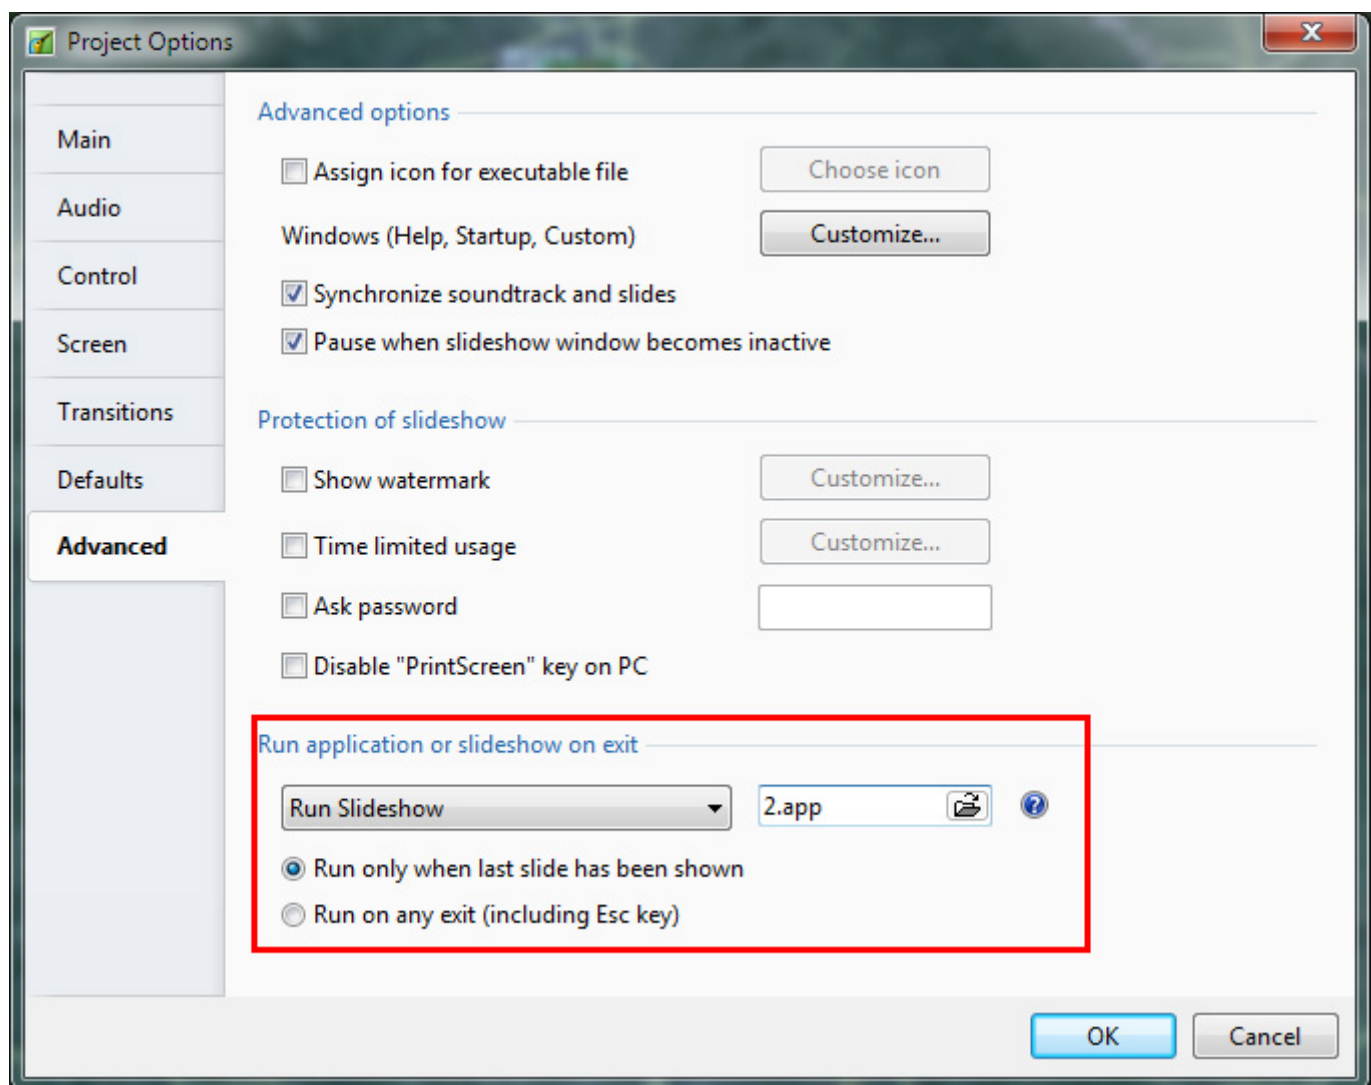 Project Options
Main
Audio
Control
Screen
Transitions
Defaults
Advanced
Advanced options
Assign icon for executable file Choose icon
Windows (Help, Startup, Custom) Customize...
Synchronize soundtrack and slides
Pause when slideshow window becomes inactive
Protection of slideshow
Show watermark Customize...
Time limited usage Customize...
Ask password
Disable "PrintScreen" key on PC
Run application or slideshow on exit
Run Slideshow 2.app
Run only when last slide has been shown
Run on any exit (including Esc key)
OK Cancel